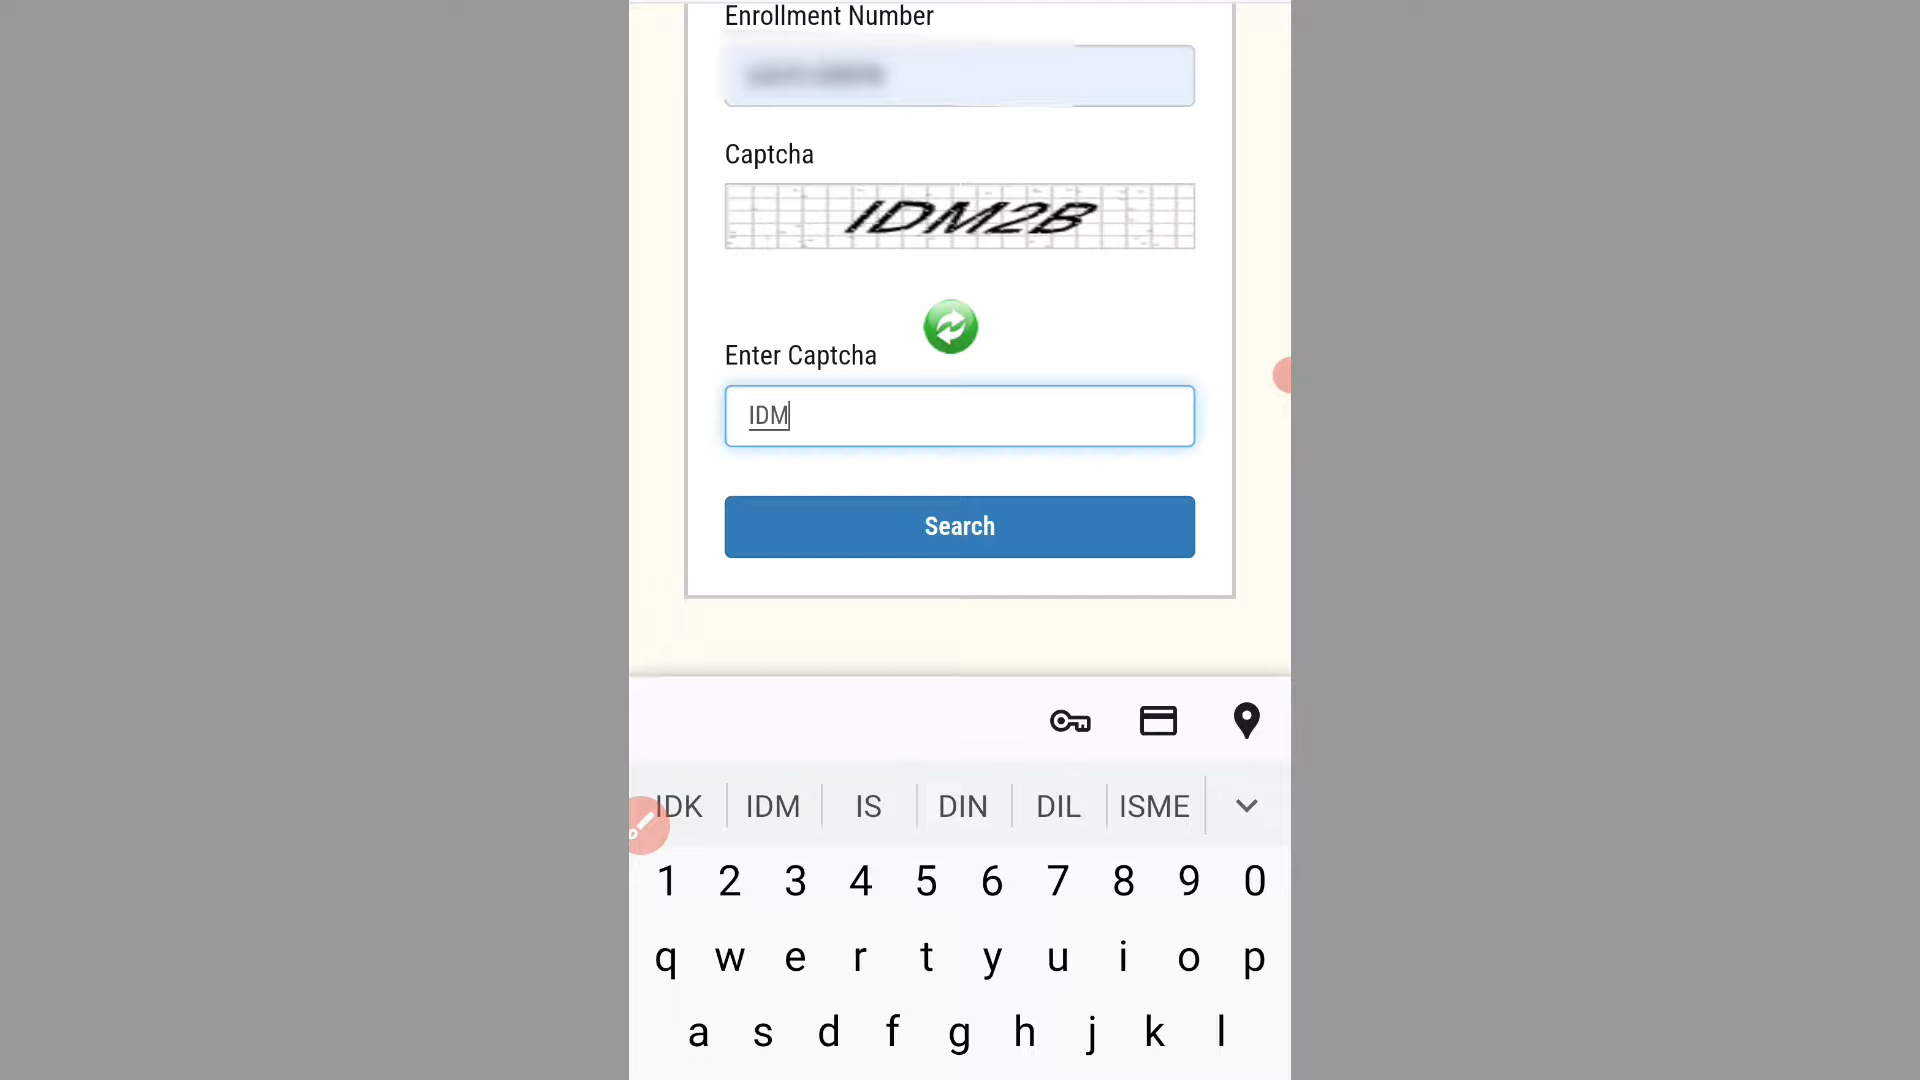 Enrollment Number
Captcha
IDM2B
Enter Captcha
IDM
Search
IDK IDM IS DIN DIL ISME
1 2 3 4 5 6 7 8 9 0
q w e r t y u i o p
a s d f g h j k l